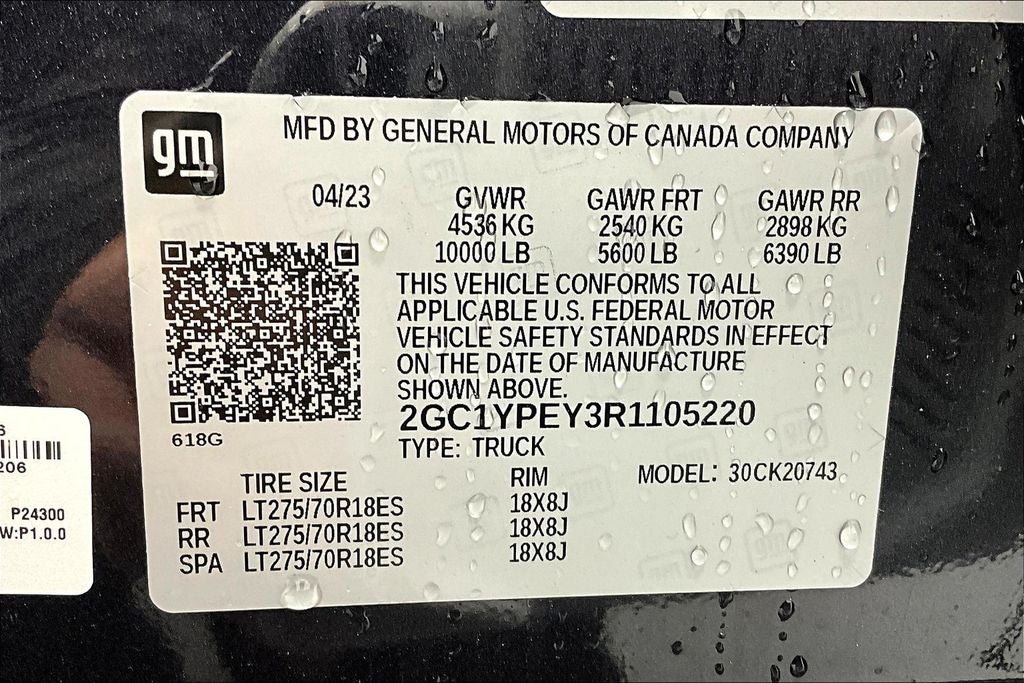 gm
MFD BY GENERAL MOTORS OF CANADA COMPANY
04/23 GVWR GAWR FRT GAWR RR
4536 KG 2540 KG 2898 KG
10000 LB 5600 LB 6390 LB
THIS VEHICLE CONFORMS TO ALL
APPLICABLE U.S. FEDERAL MOTOR
VEHICLE SAFETY STANDARDS IN EFFECT
ON THE DATE OF MANUFACTURE
SHOWN ABOVE.
2GC1YPEY3R1105220
618G
TYPE: TRUCK
TIRE SIZE RIM MODEL: 30CK20743
FRT LT275/70R18ES 18X8J
RR LT275/70R18ES 18X8J
SPA LT275/70R18ES 18X8J
6
206
P24300
W:P1.0.0